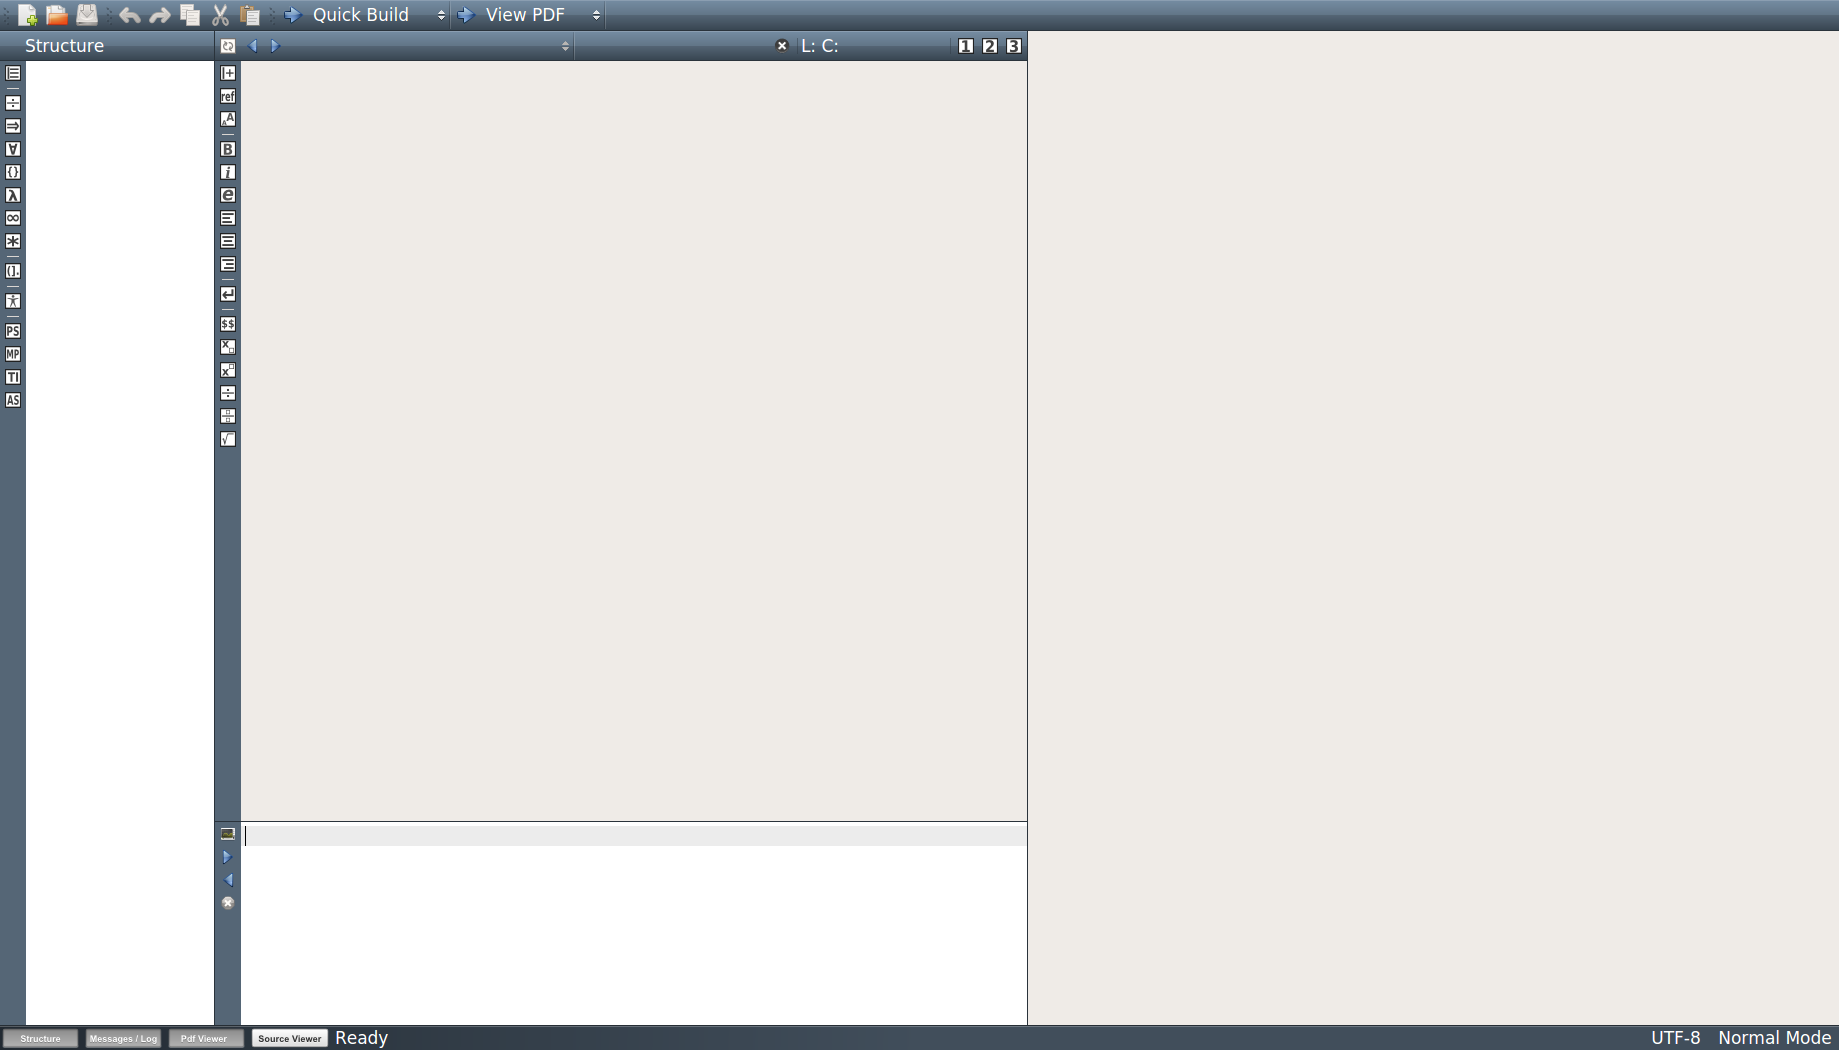 Quick Build View PDF
Structure L: C: 1 2 3
ref
AA
B
i
e
$$
PS
MP
TI
AS
Structure Messages / Log Pdf Viewer Source Viewer Ready UTF-8 Normal Mode